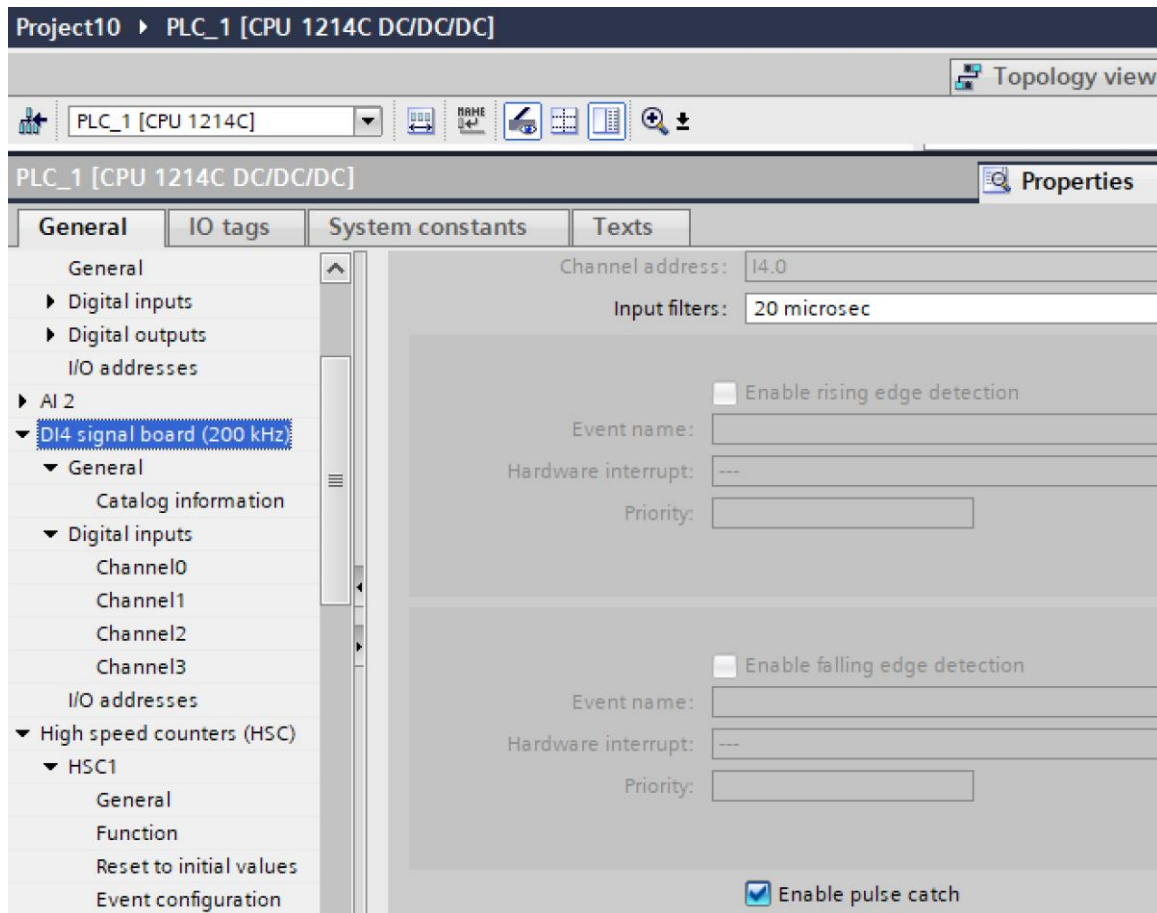 Project10 ▸ PLC_1 [CPU 1214C DC/DC/DC]
Topology view
PLC_1 [CPU 1214C]
NAME
PLC_1 [CPU 1214C DC/DC/DC]
Properties
General
IO tags
System constants
Texts
General
Digital inputs
Digital outputs
I/O addresses
AI 2
DI4 signal board (200 kHz)
General
Catalog information
Digital inputs
Channel0
Channel1
Channel2
Channel3
I/O addresses
High speed counters (HSC)
HSC1
General
Function
Reset to initial values
Event configuration
Channel address: I4.0
Input filters: 20 microsec
Enable rising edge detection
Event name:
Hardware interrupt: ---
Priority:
Enable falling edge detection
Event name:
Hardware interrupt: ---
Priority:
Enable pulse catch